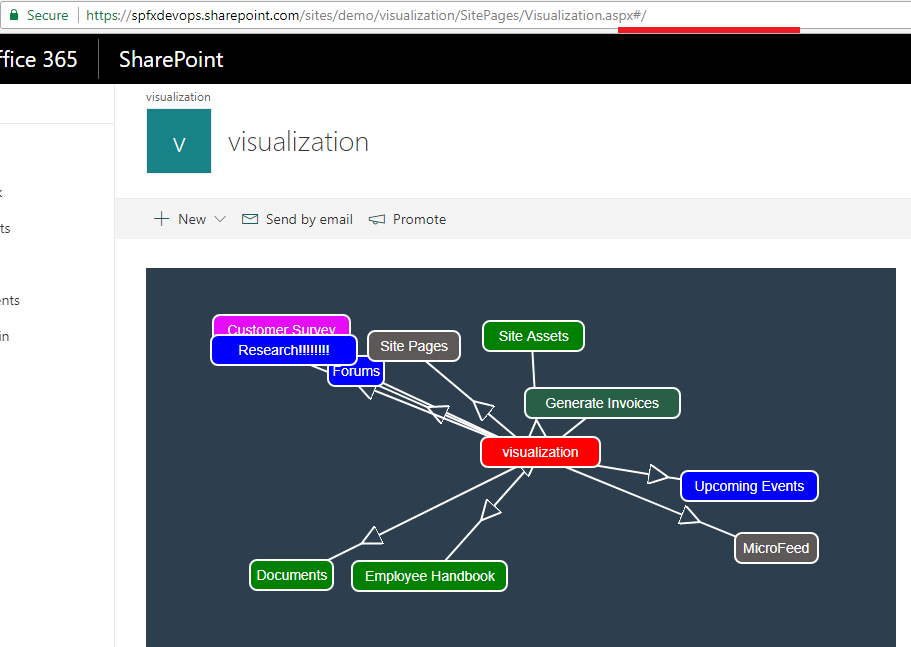 Secure https://spfxdevops.sharepoint.com/sites/demo/visualization/SitePages/Visualization.aspx#/
ffice 365 SharePoint
visualization
V visualization
New Send by email Promote
ts
ents
in
Customer Survey
Research!!!!!!!!
Forums
Site Pages
Site Assets
Generate Invoices
visualization
Upcoming Events
MicroFeed
Documents
Employee Handbook